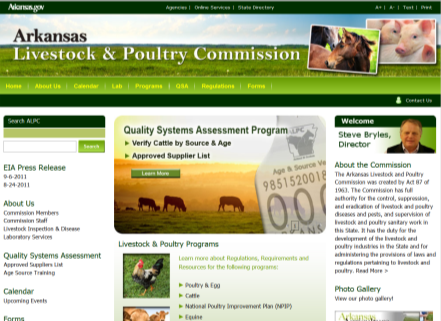 Arkansas.gov
Agencies | Online Services | State Directory
A+ | A- | Text | Print
Arkansas
Livestock & Poultry Commission
Home | About Us | Calendar | Lab | Programs | QSA | Regulations | Forms
Contact Us
Search ALPC
Search
EIA Press Release
9-6-2011
8-24-2011
About Us
Commission Members
Commission Staff
Livestock Inspection & Disease
Laboratory Services
Quality Systems Assessment
Approved Suppliers List
Age Source Training
Calendar
Upcoming Events
Forms
Quality Systems Assessment Program
Verify Cattle by Source & Age
Approved Supplier List
Learn More
LPC
Age & Source Ve
9851520018
000
Livestock & Poultry Programs
Learn more about Regulations, Requirements and
Resources for the following programs:
Poultry & Egg
Cattle
National Poultry Improvement Plan (NPIP)
Equine
Welcome
Steve Bryles,
Director
About the Commission
The Arkansas Livestock and Poultry
Commission was created by Act 87 of
1963. The Commission has full
authority for the control, suppression,
and eradication of livestock and poultry
diseases and pests, and supervision of
livestock and poultry sanitary work in
this State. It has the duty for the
development of the livestock and
poultry industries in the State and for
administering the provisions of laws and
regulations pertaining to livestock and
poultry. Read More >
Photo Gallery
View our photo gallery!
Arkansas